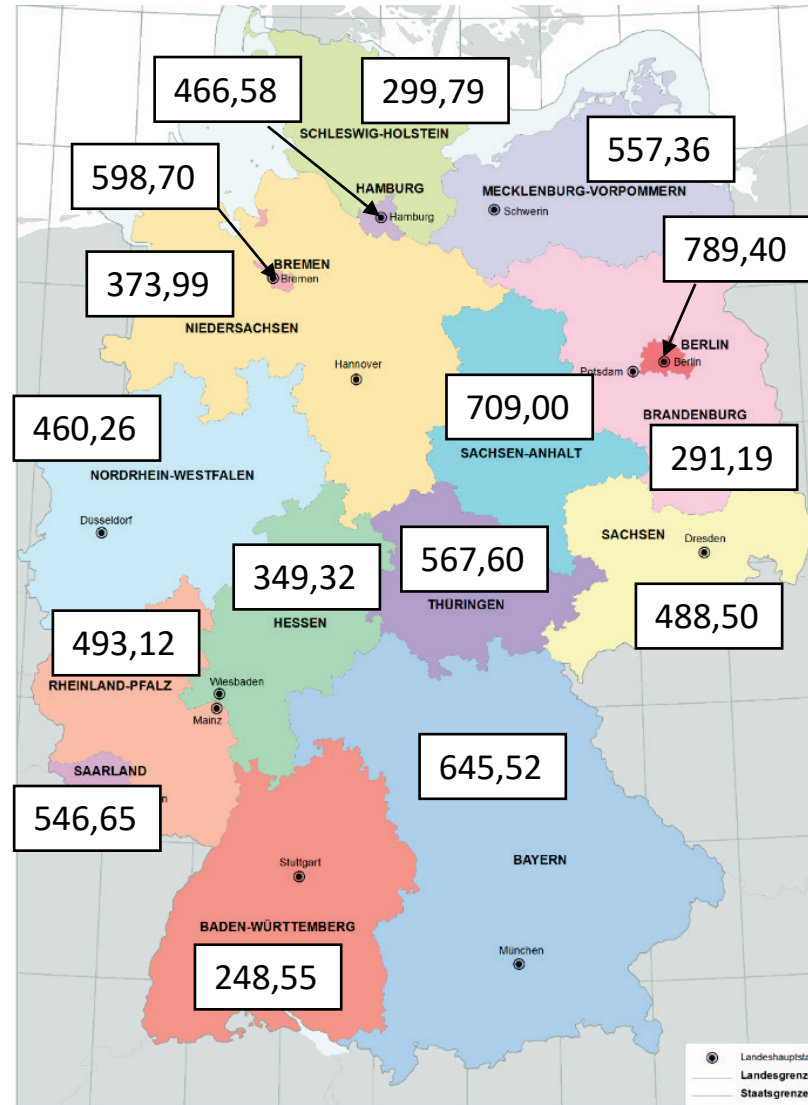 466,58
299,79
SCHLESWIG-HOLSTEIN
557,36
598,70
HAMBURG
Hamburg
MECKLENBURG-VORPOMMERN
Schwerin
789,40
BREMEN
Bremen
373,99
NIEDERSACHSEN
Hannover
BERLIN
Berlin
Potsdam
709,00
BRANDENBURG
460,26
SACHSEN-ANHALT
291,19
NORDRHEIN-WESTFALEN
Düsseldorf
SACHSEN
Dresden
349,32
567,60
THÜRINGEN
HESSEN
488,50
493,12
RHEINLAND-PFALZ
Wiesbaden
Mainz
645,52
SAARLAND
546,65
Stuttgart
BAYERN
BADEN-WÜRTTEMBERG
München
248,55
Landeshauptsta
Landesgrenz
Staatsgrenze